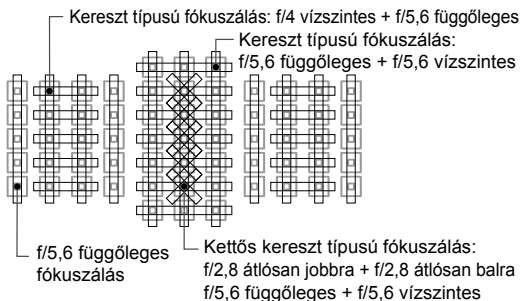 Kereszt típusú fókuszálás: f/4 vízszintes + f/5,6 függőleges
Kereszt típusú fókuszálás:
f/5,6 függőleges + f/5,6 vízszintes
f/5,6 függőleges
fókuszálás
Kettős kereszt típusú fókuszálás:
f/2,8 átlósan jobbra + f/2,8 átlósan balra
f/5,6 függőleges + f/5,6 vízszintes